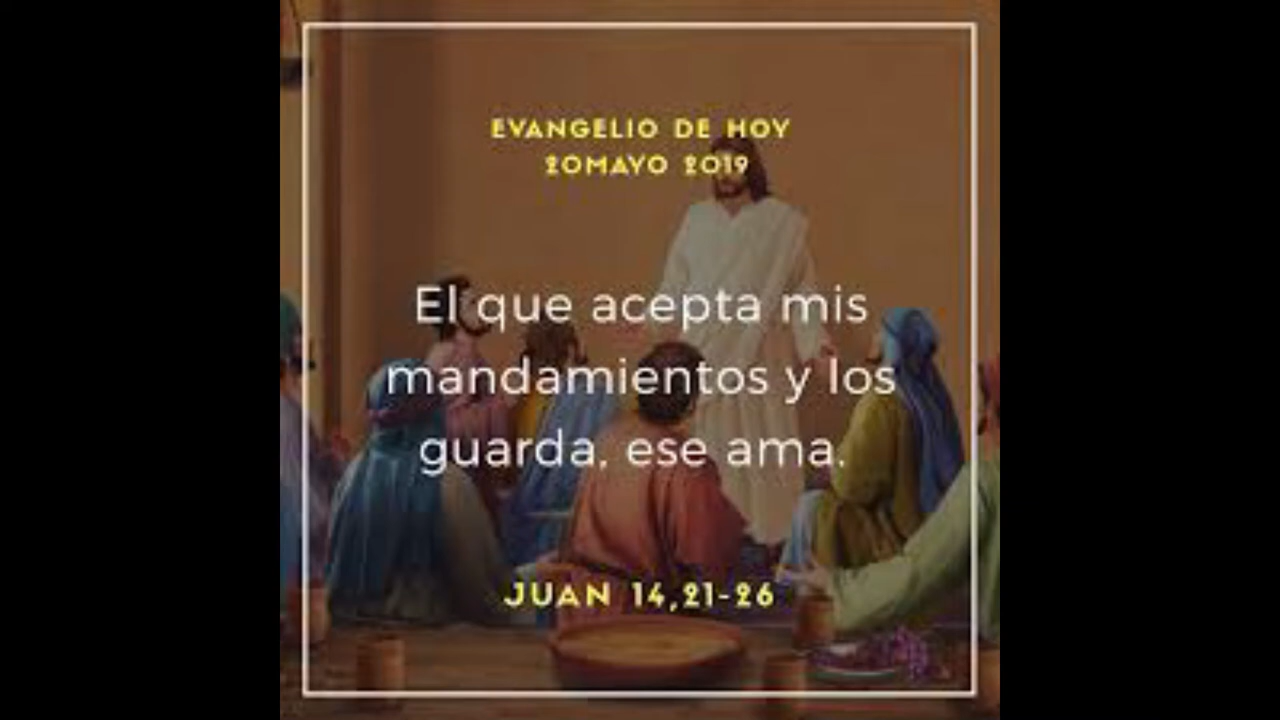 EVANGELIO DE HOY
20MAYO 2019
El que acepta mis
mandamientos y los
guarda, ese ama.
JUAN 14,21-26